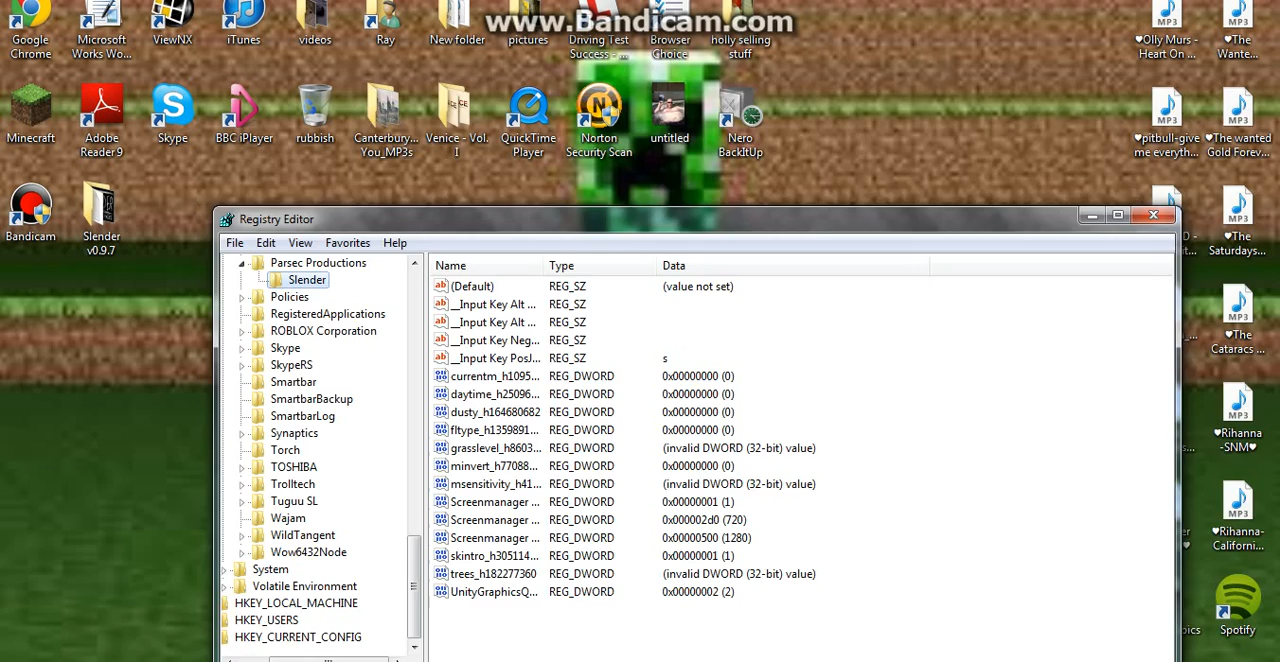 www.Bandicam.com
Google
Chrome
Microsoft
Works Wo...
ViewNX
iTunes
videos
Ray
New folder
pictures
Driving Test
Success - ...
Browser
Choice
holly selling
stuff
♥Olly Murs -
Heart On ...
♥The
Wante...
Minecraft
Adobe
Reader 9
Skype
BBC iPlayer
rubbish
Canterbury...
You_MP3s
Venice - Vol.
I
QuickTime
Player
Norton
Security Scan
untitled
Nero
BackItUp
MP3
MP3
♥pitbull-give
me everyth...
♥The wanted
Gold Forev...
Bandicam
Slender
v0.9.7
MP3
♥The
Saturdays...
MP3
♥The
Cataracs ...
MP3
♥Rihanna
-SNM♥
MP3
♥Rihanna-
Californi...
Spotify
Registry Editor
File Edit View Favorites Help
Parsec Productions
Slender
Policies
RegisteredApplications
ROBLOX Corporation
Skype
SkypeRS
Smartbar
SmartbarBackup
SmartbarLog
Synaptics
Torch
TOSHIBA
Trolltech
Tuguu SL
Wajam
WildTangent
Wow6432Node
System
Volatile Environment
HKEY_LOCAL_MACHINE
HKEY_USERS
HKEY_CURRENT_CONFIG
Name Type Data
(Default) REG_SZ (value not set)
__Input Key Alt ... REG_SZ
__Input Key Alt ... REG_SZ
__Input Key Neg... REG_SZ
__Input Key PosJ... REG_SZ s
currentm_h1095... REG_DWORD 0x00000000 (0)
daytime_h25096... REG_DWORD 0x00000000 (0)
dusty_h164680682 REG_DWORD 0x00000000 (0)
fltype_h1359891... REG_DWORD 0x00000000 (0)
grasslevel_h8603... REG_DWORD (invalid DWORD (32-bit) value)
minvert_h77088... REG_DWORD 0x00000000 (0)
msensitivity_h41... REG_DWORD (invalid DWORD (32-bit) value)
Screenmanager ... REG_DWORD 0x00000001 (1)
Screenmanager ... REG_DWORD 0x000002d0 (720)
Screenmanager ... REG_DWORD 0x00000500 (1280)
skintro_h305114... REG_DWORD 0x00000001 (1)
trees_h182277360 REG_DWORD (invalid DWORD (32-bit) value)
UnityGraphicsQ... REG_DWORD 0x00000002 (2)